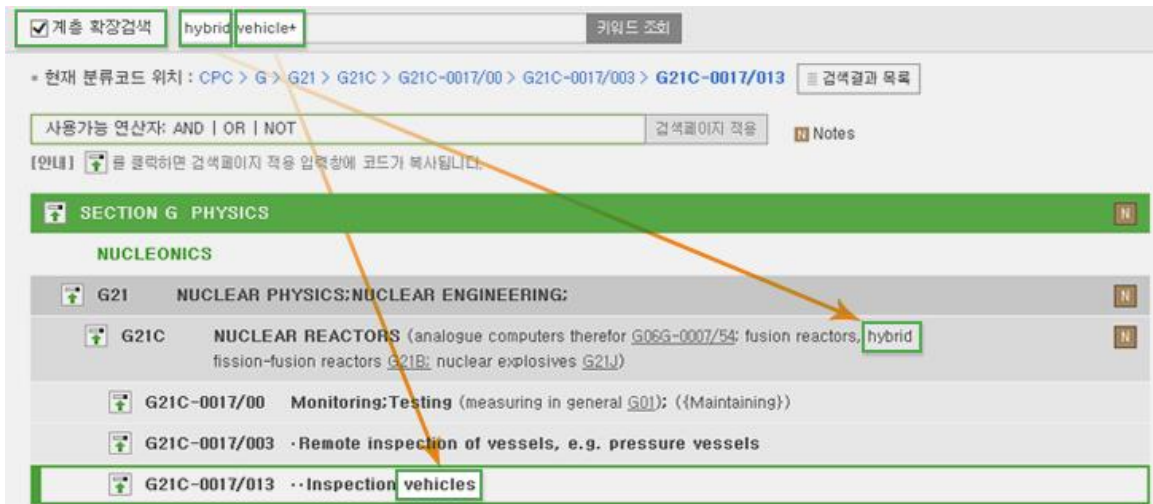 계층 확장검색 hybrid vehicle+ 키워드 조회
현재 분류코드 위치 : CPC > G > G21 > G21C > G21C-0017/00 > G21C-0017/003 > G21C-0017/013 검색결과 목록
사용가능 연산자: AND | OR | NOT 검색페이지 적용 N Notes
[안내] 를 클릭하면 검색페이지 적용 입력창에 코드가 복사됩니다.
SECTION G PHYSICS N
NUCLEONICS
G21 NUCLEAR PHYSICS;NUCLEAR ENGINEERING; N
G21C NUCLEAR REACTORS (analogue computers therefor G06G-0007/54; fusion reactors, hybrid N
fission-fusion reactors G21B; nuclear explosives G21J)
G21C-0017/00 Monitoring;Testing (measuring in general G01); ({Maintaining})
G21C-0017/003 ·Remote inspection of vessels, e.g. pressure vessels
G21C-0017/013 ··Inspection vehicles